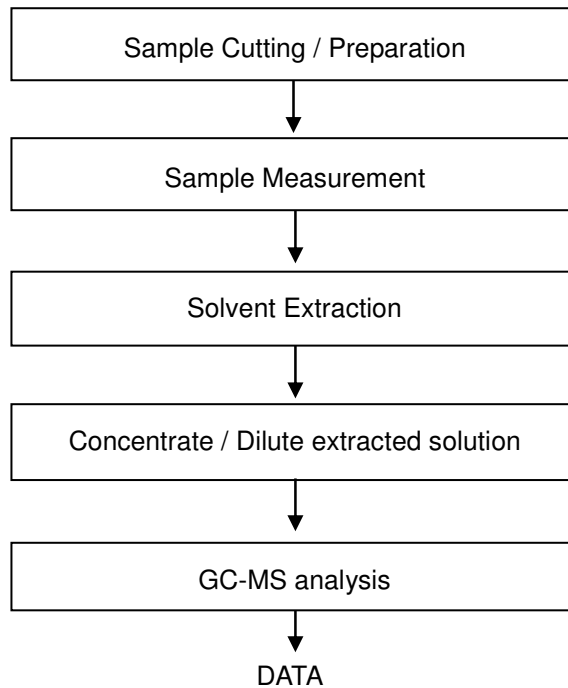 Sample Cutting / Preparation
Sample Measurement
Solvent Extraction
Concentrate / Dilute extracted solution
GC-MS analysis
DATA